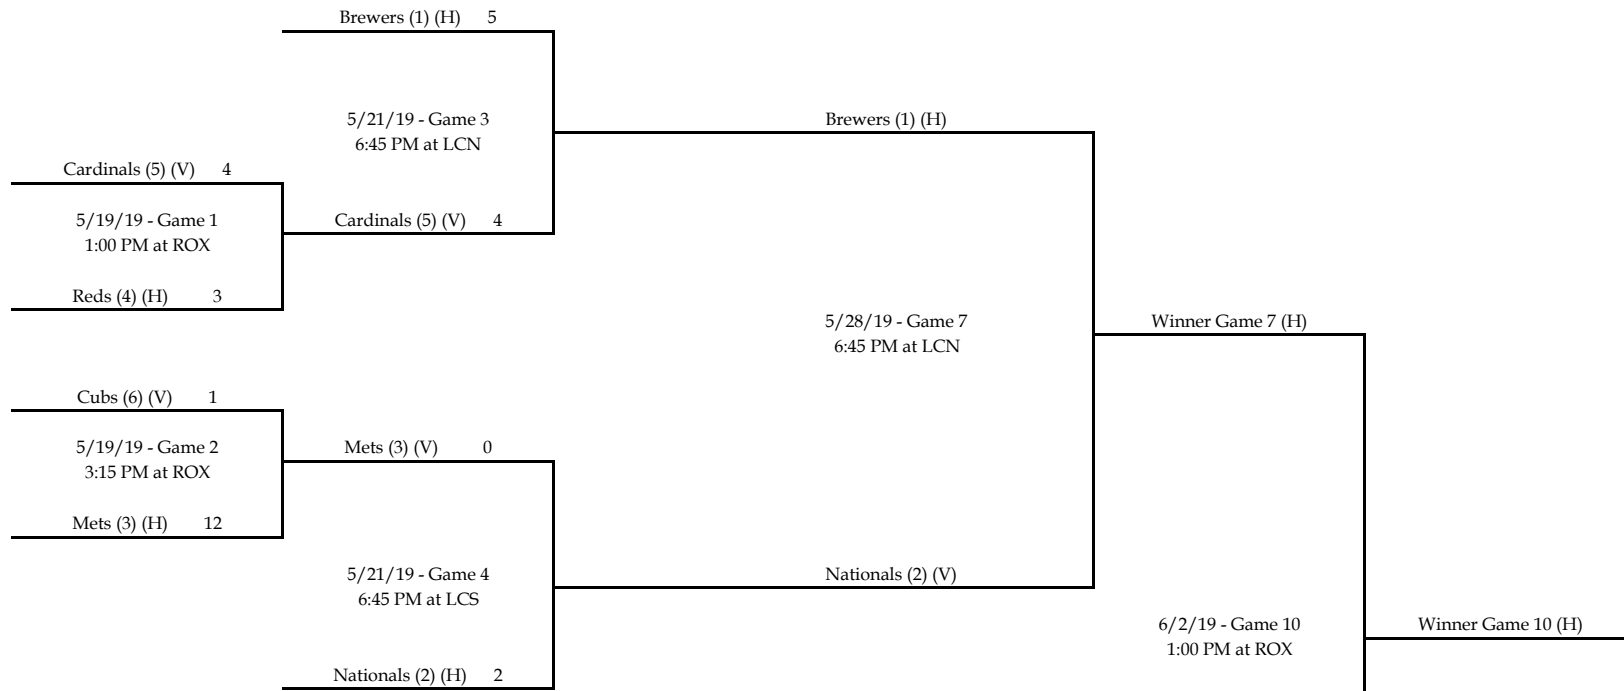 Brewers (1) (H) 5
5/21/19 - Game 3
6:45 PM at LCN
Brewers (1) (H)
Cardinals (5) (V) 4
5/19/19 - Game 1
1:00 PM at ROX
Cardinals (5) (V) 4
Reds (4) (H) 3
5/28/19 - Game 7
6:45 PM at LCN
Winner Game 7 (H)
Cubs (6) (V) 1
5/19/19 - Game 2
3:15 PM at ROX
Mets (3) (V) 0
Mets (3) (H) 12
5/21/19 - Game 4
6:45 PM at LCS
Nationals (2) (V)
6/2/19 - Game 10
1:00 PM at ROX
Winner Game 10 (H)
Nationals (2) (H) 2